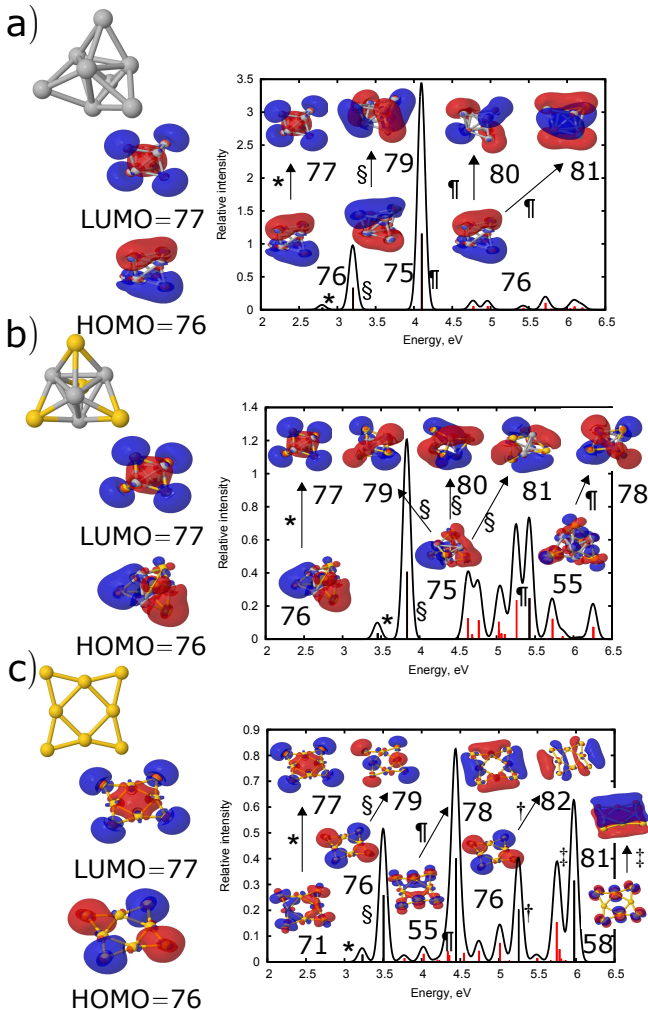 a)
LUMO=77
HOMO=76
Relative intensity
3.5
3
2.5
2
1.5
1
0.5
0
77
79
80
81
* § ¶ ¶
76
75
76
* § ¶
2 2.5 3 3.5 4 4.5 5 5.5 6 6.5
Energy, eV
b)
LUMO=77
HOMO=76
Relative intensity
1.4
1.2
1
0.8
0.6
0.4
0.2
0
77
79
80
81
78
* § § § ¶
76
75
55
* § ¶
2 2.5 3 3.5 4 4.5 5 5.5 6 6.5
Energy, eV
c)
LUMO=77
HOMO=76
Relative intensity
0.9
0.8
0.7
0.6
0.5
0.4
0.3
0.2
0.1
0
77
79
78
82
81
* § ¶ † ‡
71
76
55
76
58
* § ¶ † ‡ ‡
2 2.5 3 3.5 4 4.5 5 5.5 6 6.5
Energy, eV